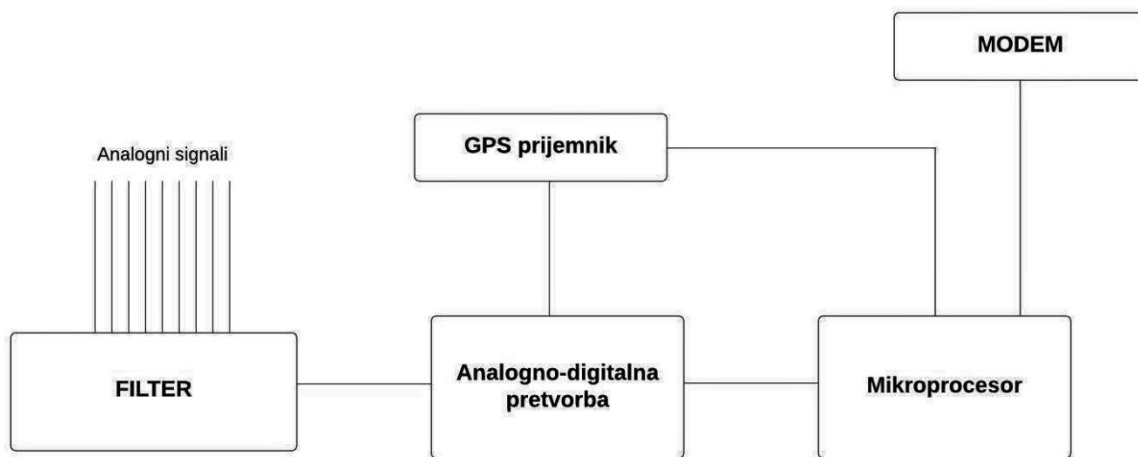 MODEM
GPS prijemnik
Analogni signali
FILTER
Analogno-digitalna
pretvorba
Mikroprocesor